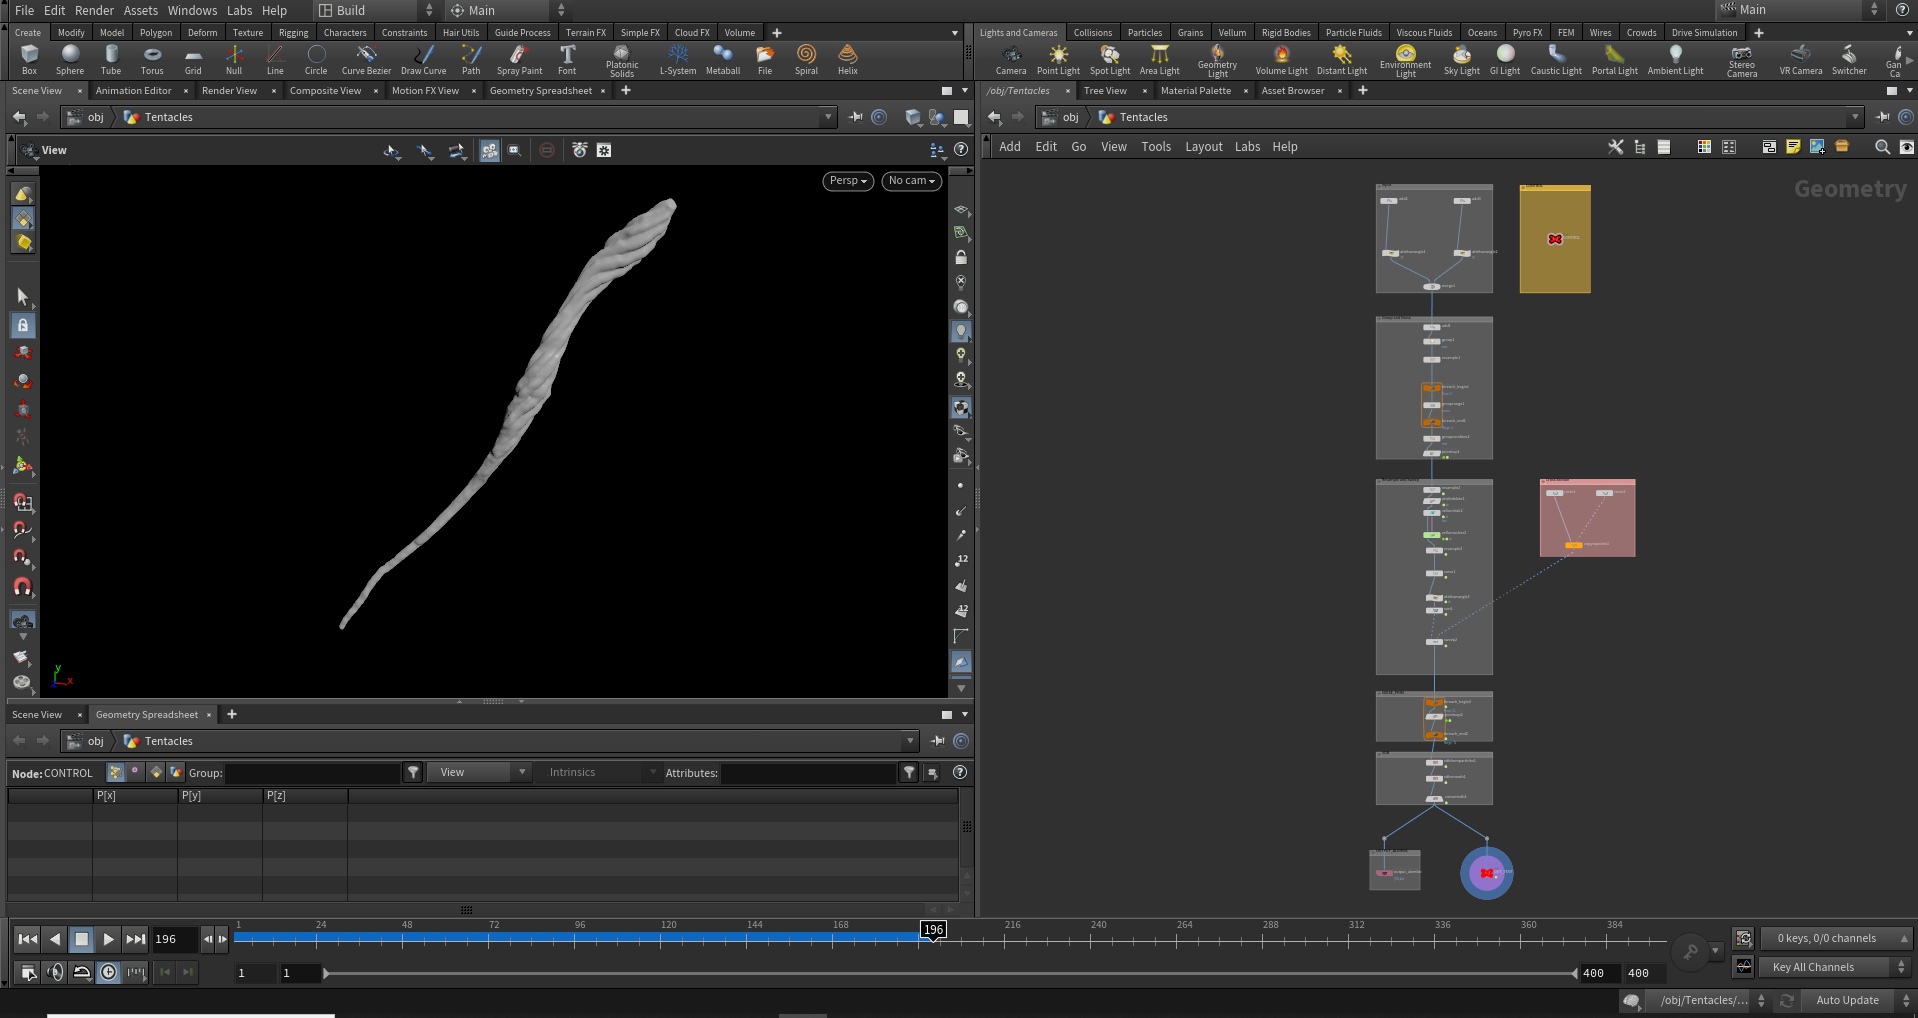 File Edit Render Assets Windows Labs Help Build Main Main
Create Modify Model Polygon Deform Texture Rigging Characters Constraints Hair Utils Guide Process Terrain FX Simple FX Cloud FX Volume
Box Sphere Tube Torus Grid Null Line Circle Curve Bezier Draw Curve Path Spray Paint Font Platonic Solids L-System Metaball File Spiral Helix
Lights and Cameras Collisions Particles Grains Vellum Rigid Bodies Particle Fluids Viscous Fluids Oceans Pyro FX FEM Wires Crowds Drive Simulation
Camera Point Light Spot Light Area Light Geometry Light Volume Light Distant Light Environment Light Sky Light GI Light Caustic Light Portal Light Ambient Light Stereo Camera VR Camera Switcher Gan Ca
Scene View Animation Editor Render View Composite View Motion FX View Geometry Spreadsheet
obj Tentacles
View
Persp No cam
12
12
y
x
/obj/Tentacles Tree View Material Palette Asset Browser
obj Tentacles
Add Edit Go View Tools Layout Labs Help
Geometry
Scene View Geometry Spreadsheet
obj Tentacles
Node: CONTROL Group: View Intrinsics Attributes:
P[x] P[y] P[z]
196 1 24 48 72 96 120 144 168 196 216 240 264 288 312 336 360 384
1 1 400 400
0 keys, 0/0 channels
Key All Channels
/obj/Tentacles/... Auto Update